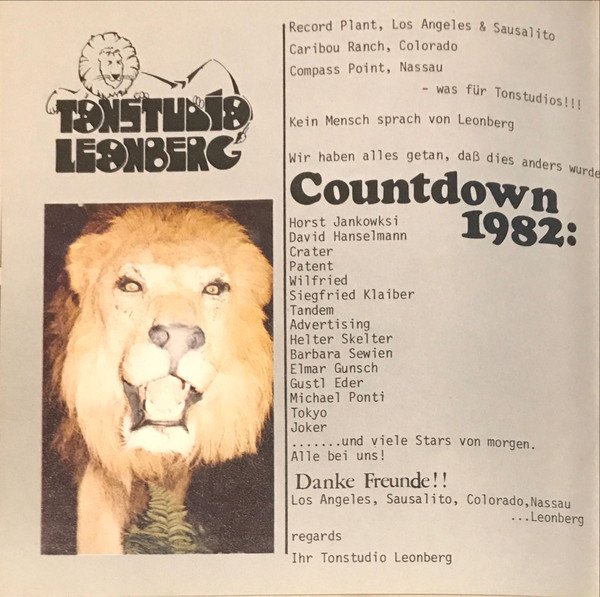 TONSTUDIO
LEONBERG
Record Plant, Los Angeles & Sausalito
Caribou Ranch, Colorado
Compass Point, Nassau
- was für Tonstudios!!!
Kein Mensch sprach von Leonberg
Wir haben alles getan, daß dies anders wurde
Countdown
1982:
Horst Jankowksi
David Hanselmann
Crater
Patent
Wilfried
Siegfried Klaiber
Tandem
Advertising
Helter Skelter
Barbara Sewien
Elmar Gunsch
Gustl Eder
Michael Ponti
Tokyo
Joker
.......und viele Stars von morgen.
Alle bei uns!
Danke Freunde!!
Los Angeles, Sausalito, Colorado,Nassau
...Leonberg
regards
Ihr Tonstudio Leonberg